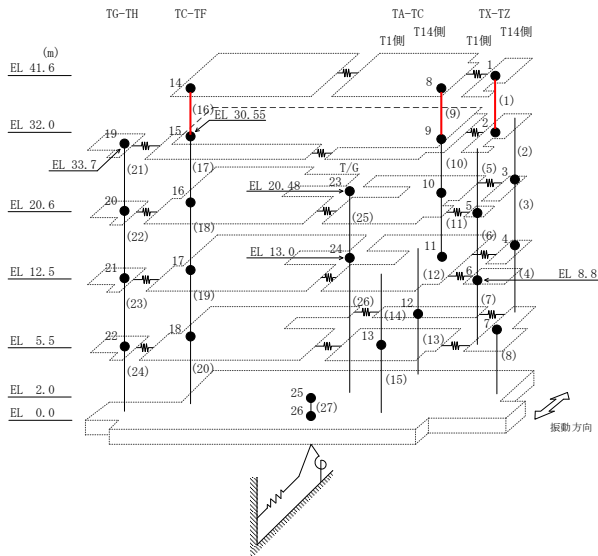 TG-TH TC-TF TA-TC TX-TZ
T1側 T14側 T1側 T14側
(m)
EL 41.6
14 8 1
(16) (9) (1)
EL 30.55
EL 32.0
19 15 9 2
EL 33.7
(21) (17) (10) (2)
T/G
16 EL 20.48 23 10 (5) 3
EL 20.6
20 (25) (11) 5 (3)
(22) (18)
EL 13.0 24 11 (6) 4
17
EL 12.5
21 (12) 6 (4) EL 8.8
(23) (19)
(26) 12 (7)
(14)
18 13 7
EL 5.5
22 (13) (8)
(24) (20) (15)
EL 2.0
25
EL 0.0
26 (27)
振動方向